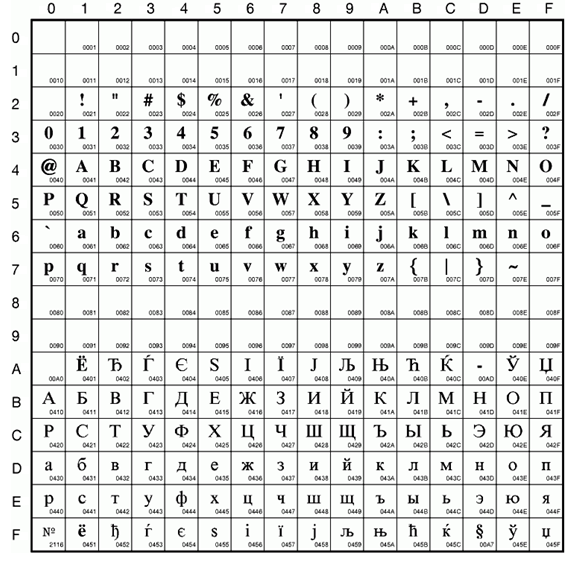 0 1 2 3 4 5 6 7 8 9 A B C D E F
0
0001 0002 0003 0004 0005 0006 0007 0008 0009 000A 000B 000C 000D 000E 000F
1
0010 0011 0012 0013 0014 0015 0016 0017 0018 0019 001A 001B 001C 001D 001E 001F
2 ! " # $ % & ' ( ) * + , - . /
0020 0021 0022 0023 0024 0025 0026 0027 0028 0029 002A 002B 002C 002D 002E 002F
3 0 1 2 3 4 5 6 7 8 9 : ; < = > ?
0030 0031 0032 0033 0034 0035 0036 0037 0038 0039 003A 003B 003C 003D 003E 003F
4 @ A B C D E F G H I J K L M N O
0040 0041 0042 0043 0044 0045 0046 0047 0048 0049 004A 004B 004C 004D 004E 004F
5 P Q R S T U V W X Y Z [ \ ] ^ _
0050 0051 0052 0053 0054 0055 0056 0057 0058 0059 005A 005B 005C 005D 005E 005F
6 ` a b c d e f g h i j k l m n o
0060 0061 0062 0063 0064 0065 0066 0067 0068 0069 006A 006B 006C 006D 006E 006F
7 p q r s t u v w x y z { | } ~
0070 0071 0072 0073 0074 0075 0076 0077 0078 0079 007A 007B 007C 007D 007E 007F
8
0080 0081 0082 0083 0084 0085 0086 0087 0088 0089 008A 008B 008C 008D 008E 008F
9
0090 0091 0092 0093 0094 0095 0096 0097 0098 0099 009A 009B 009C 009D 009E 009F
A Ё Ђ Ѓ Є Ѕ І Ї Ј Љ Њ Ћ Ќ - Ў Џ
00A0 0401 0402 0403 0404 0405 0406 0407 0408 0409 040A 040B 040C 00AD 040E 040F
B А Б В Г Д Е Ж З И Й К Л М Н О П
0410 0411 0412 0413 0414 0415 0416 0417 0418 0419 041A 041B 041C 041D 041E 041F
C Р С Т У Ф Х Ц Ч Ш Щ Ъ Ы Ь Э Ю Я
0420 0421 0422 0423 0424 0425 0426 0427 0428 0429 042A 042B 042C 042D 042E 042F
D а б в г д е ж з и й к л м н о п
0430 0431 0432 0433 0434 0435 0436 0437 0438 0439 043A 043B 043C 043D 043E 043F
E р с т у ф х ц ч ш щ ъ ы ь э ю я
0440 0441 0442 0443 0444 0445 0446 0447 0448 0449 044A 044B 044C 044D 044E 044F
F № ё ђ ѓ є ѕ і ї ј љ њ ћ ќ § ў џ
2116 0451 0452 0453 0454 0455 0456 0457 0458 0459 045A 045B 045C 00A7 045E 045F